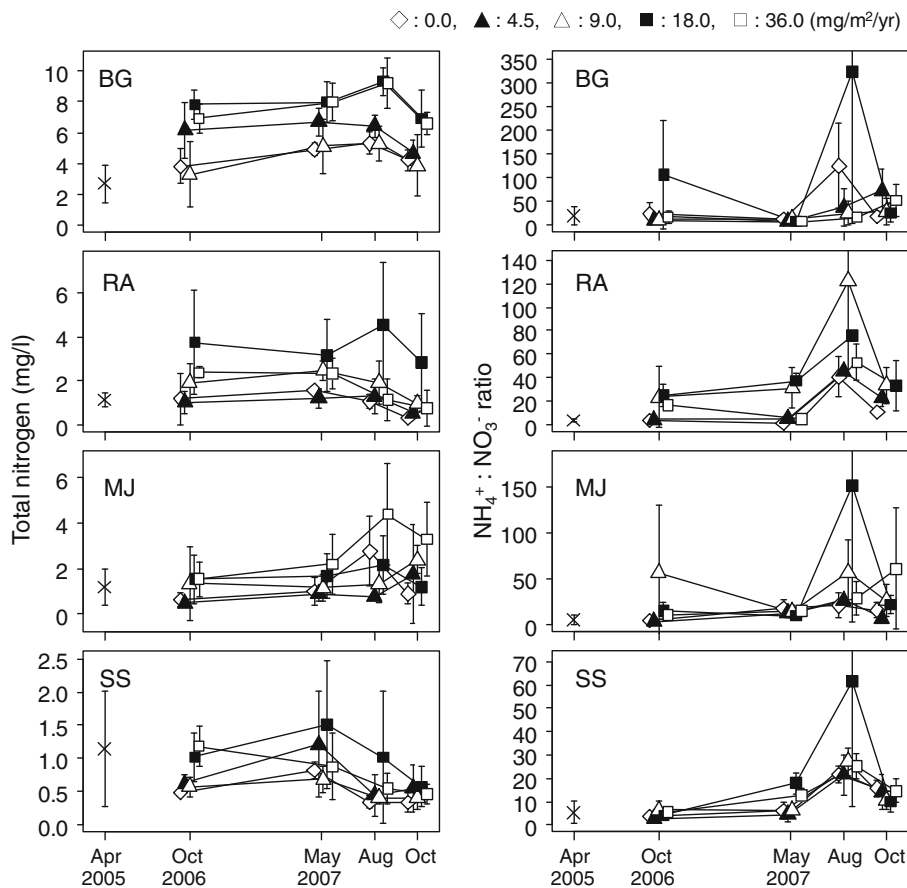 ◇ : 0.0, ▲ : 4.5, △ : 9.0, ■ : 18.0, □ : 36.0 (mg/m²/yr)
Total nitrogen (mg/l)
BG
10
8
6
4
2
0
RA
6
4
2
0
MJ
6
4
2
0
SS
2.5
2.0
1.5
1.0
0.5
0.0
Apr 2005
Oct 2006
May 2007
Aug
Oct
NH₄⁺ : NO₃⁻ ratio
BG
350
300
250
200
150
100
50
0
RA
140
120
100
80
60
40
20
0
MJ
150
100
50
0
SS
70
60
50
40
30
20
10
0
Apr 2005
Oct 2006
May 2007
Aug
Oct